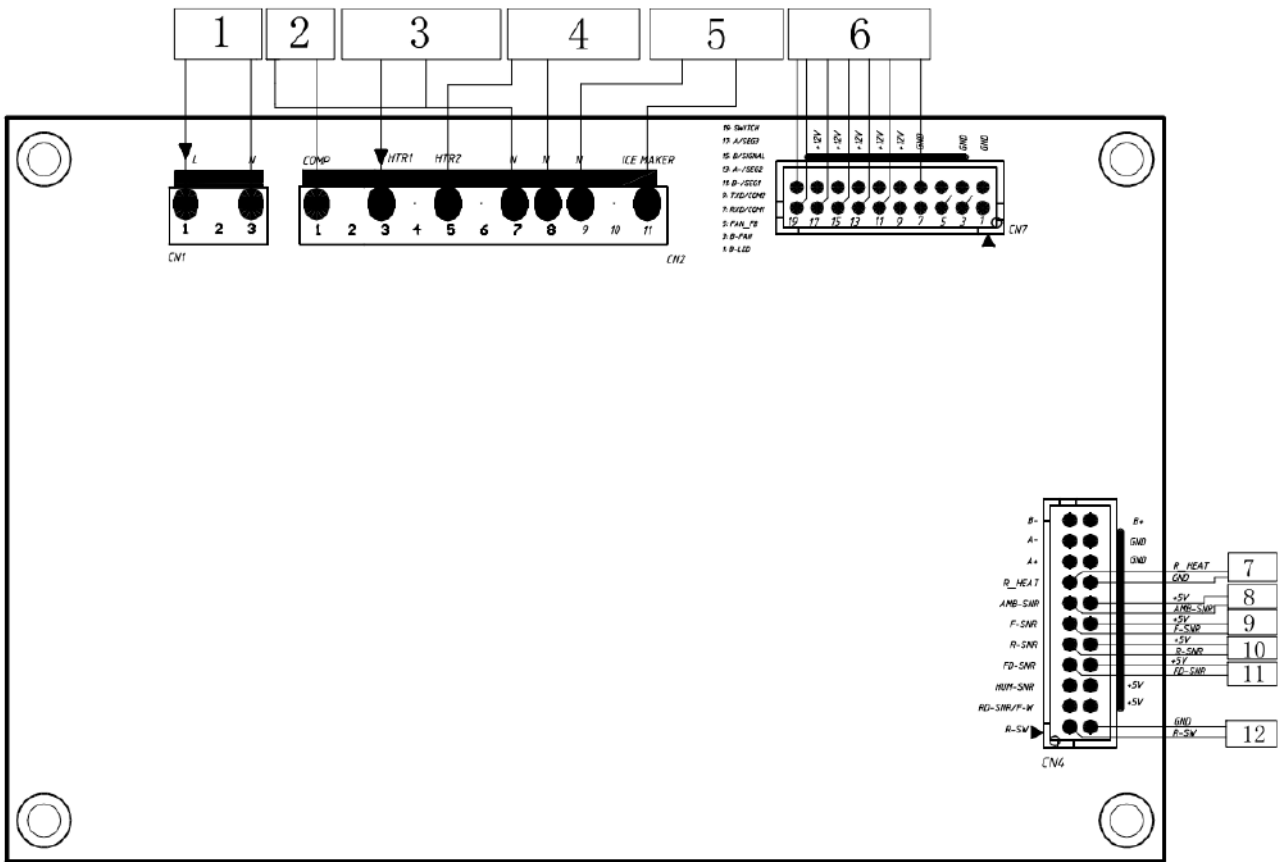 1 2 3 4 5 6
L N COMP HTR1 HTR2 N N N ICE MAKER
1 2 3
CN1
1 2 3 4 5 6 7 8 9 10 11
CN2
19: SWITCH
17: A/SEG3
15: B/SIGNAL
13: A-/SEG2
11: B-/SEG1
9: TXD/COM2
7: RXD/COM1
5: FAN_FB
3: B-FAN
1: B-LED
+12V +12V +12V +12V +12V GND GND GND
19 17 15 13 11 9 7 5 3 1
CN7
B- B+
A- GND
A+ GND
R_HEAT R_HEAT 7
GND
AMB-SNR +5V 8
AMB-SNR
F-SNR +5V 9
F-SNR
R-SNR +5V 10
R-SNR
FD-SNR +5V 11
FD-SNR
HUM-SNR +5V
RD-SNR/F-W +5V
R-SW GND
R-SW 12
CN4